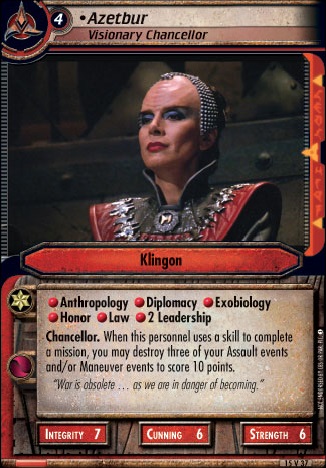 4
•Azetbur
Visionary Chancellor
Klingon
Anthropology Diplomacy Exobiology
Honor Law 2 Leadership
Chancellor. When this personnel uses a skill to complete
a mission, you may destroy three of your Assault events
and/or Maneuver events to score 10 points.
"War is obsolete ... as we are in danger of becoming."
INTEGRITY 7 CUNNING 6 STRENGTH 6